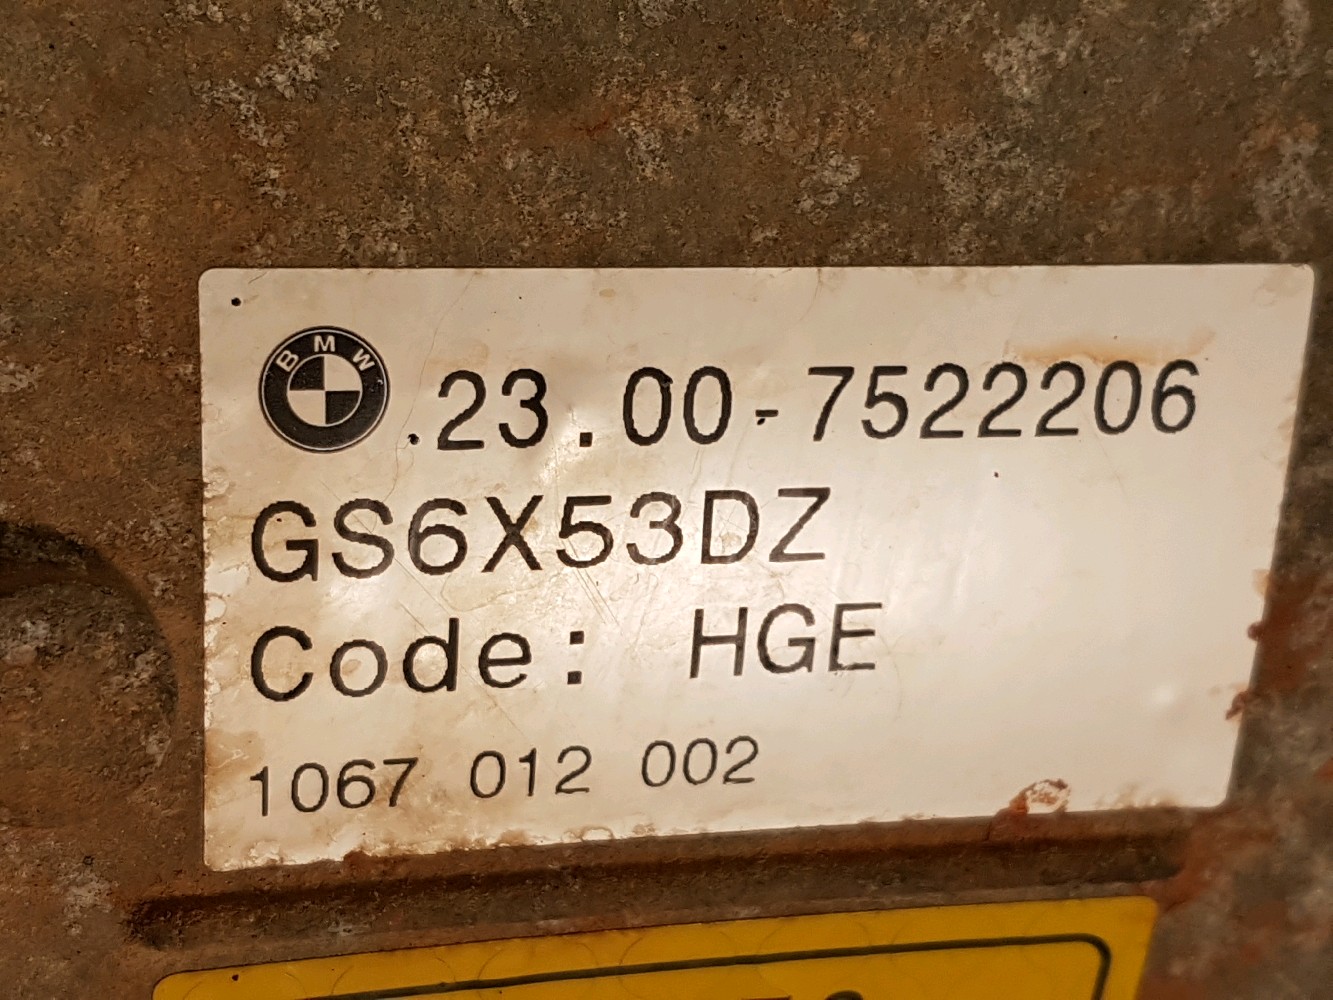 BMW .23.00-7522206
GS6X53DZ
Code: HGE
1067 012 002